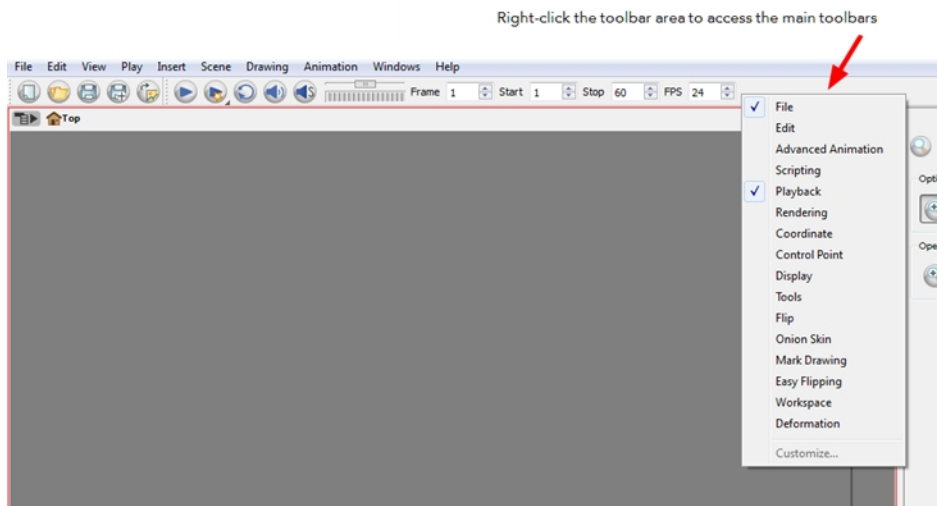 Right-click the toolbar area to access the main toolbars
File Edit View Play Insert Scene Drawing Animation Windows Help
Frame 1 Start 1 Stop 60 FPS 24
Top
File
Edit
Advanced Animation
Scripting
Playback
Rendering
Coordinate
Control Point
Display
Tools
Flip
Onion Skin
Mark Drawing
Easy Flipping
Workspace
Deformation
Customize...
Opti
Ope